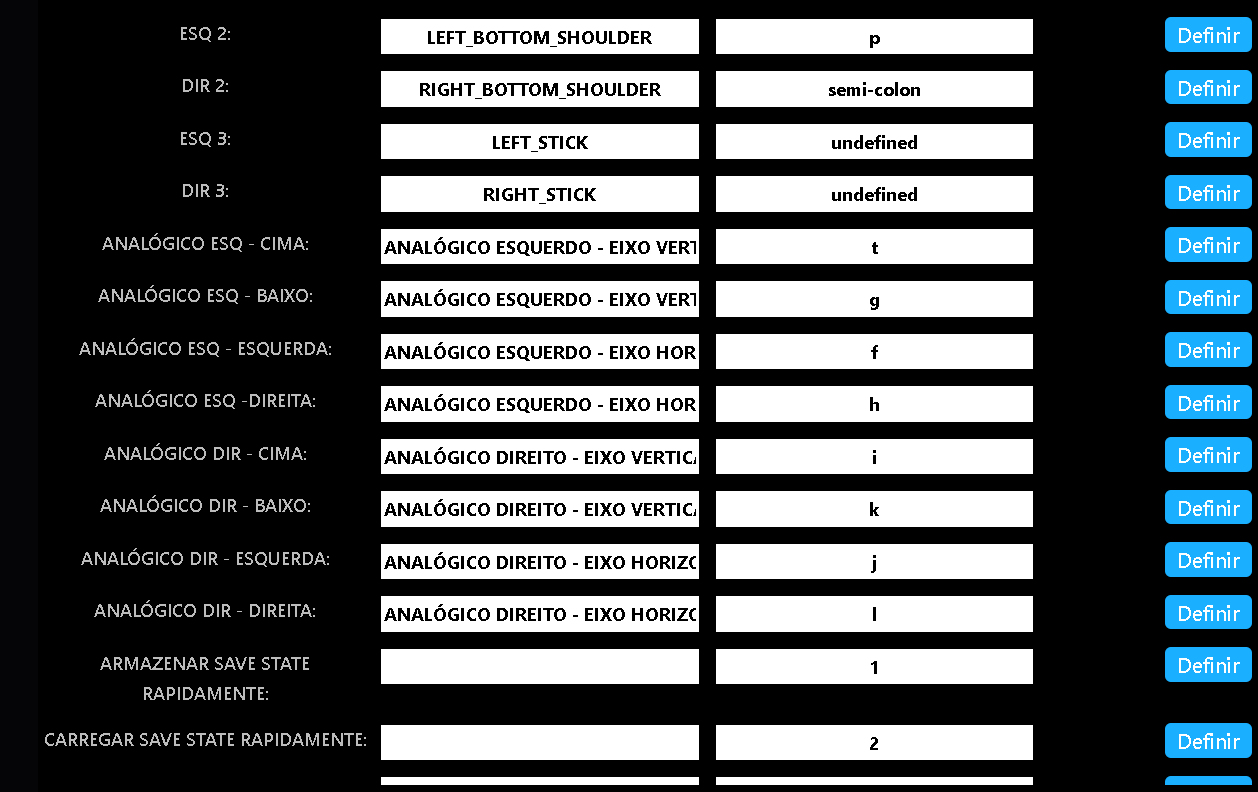 ESQ 2: LEFT_BOTTOM_SHOULDER p Definir
DIR 2: RIGHT_BOTTOM_SHOULDER semi-colon Definir
ESQ 3: LEFT_STICK undefined Definir
DIR 3: RIGHT_STICK undefined Definir
ANALÓGICO ESQ - CIMA: ANALÓGICO ESQUERDO - EIXO VERT t Definir
ANALÓGICO ESQ - BAIXO: ANALÓGICO ESQUERDO - EIXO VERT g Definir
ANALÓGICO ESQ - ESQUERDA: ANALÓGICO ESQUERDO - EIXO HOR f Definir
ANALÓGICO ESQ -DIREITA: ANALÓGICO ESQUERDO - EIXO HOR h Definir
ANALÓGICO DIR - CIMA: ANALÓGICO DIREITO - EIXO VERTICA i Definir
ANALÓGICO DIR - BAIXO: ANALÓGICO DIREITO - EIXO VERTICA k Definir
ANALÓGICO DIR - ESQUERDA: ANALÓGICO DIREITO - EIXO HORIZO j Definir
ANALÓGICO DIR - DIREITA: ANALÓGICO DIREITO - EIXO HORIZO l Definir
ARMAZENAR SAVE STATE 1 Definir
RAPIDAMENTE:
CARREGAR SAVE STATE RAPIDAMENTE: 2 Definir